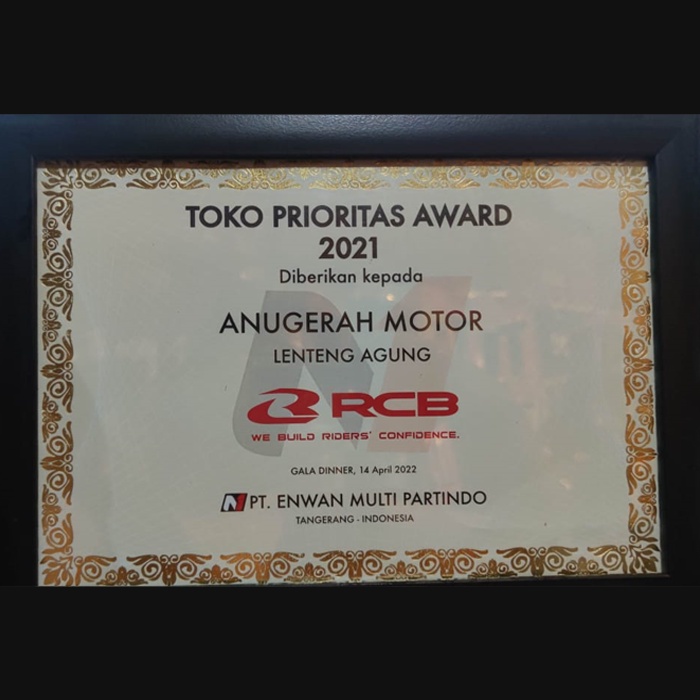 TOKO PRIORITAS AWARD
2021
Diberikan kepada
ANUGERAH MOTOR
LENTENG AGUNG
RCB
WE BUILD RIDERS' CONFIDENCE.
GALA DINNER, 14 April 2022
PT. ENWAN MULTI PARTINDO
TANGERANG - INDONESIA